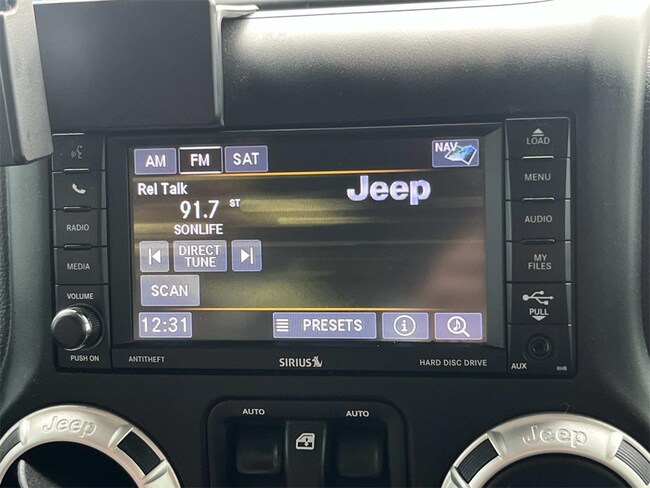 AM FM SAT NAV
Rel Talk
91.7 ST
SONLIFE
Jeep
DIRECT
TUNE
SCAN
12:31 PRESETS
RADIO
MEDIA
VOLUME
PUSH ON
LOAD
MENU
AUDIO
MY
FILES
PULL
AUX RHB
ANTITHEFT SIRIUS HARD DISC DRIVE
AUTO AUTO
Jeep Jeep